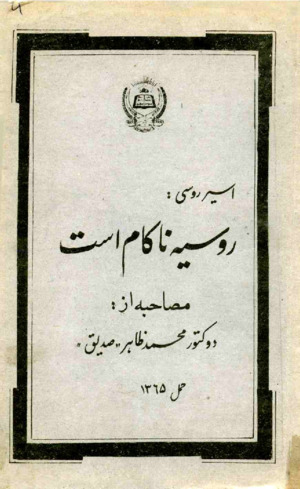 اسیر روسی :
روسیه ناکام است
مصاحبه از :
دوکتور محمد ظاهر «صدیق»
حمل ۱۳۶۵